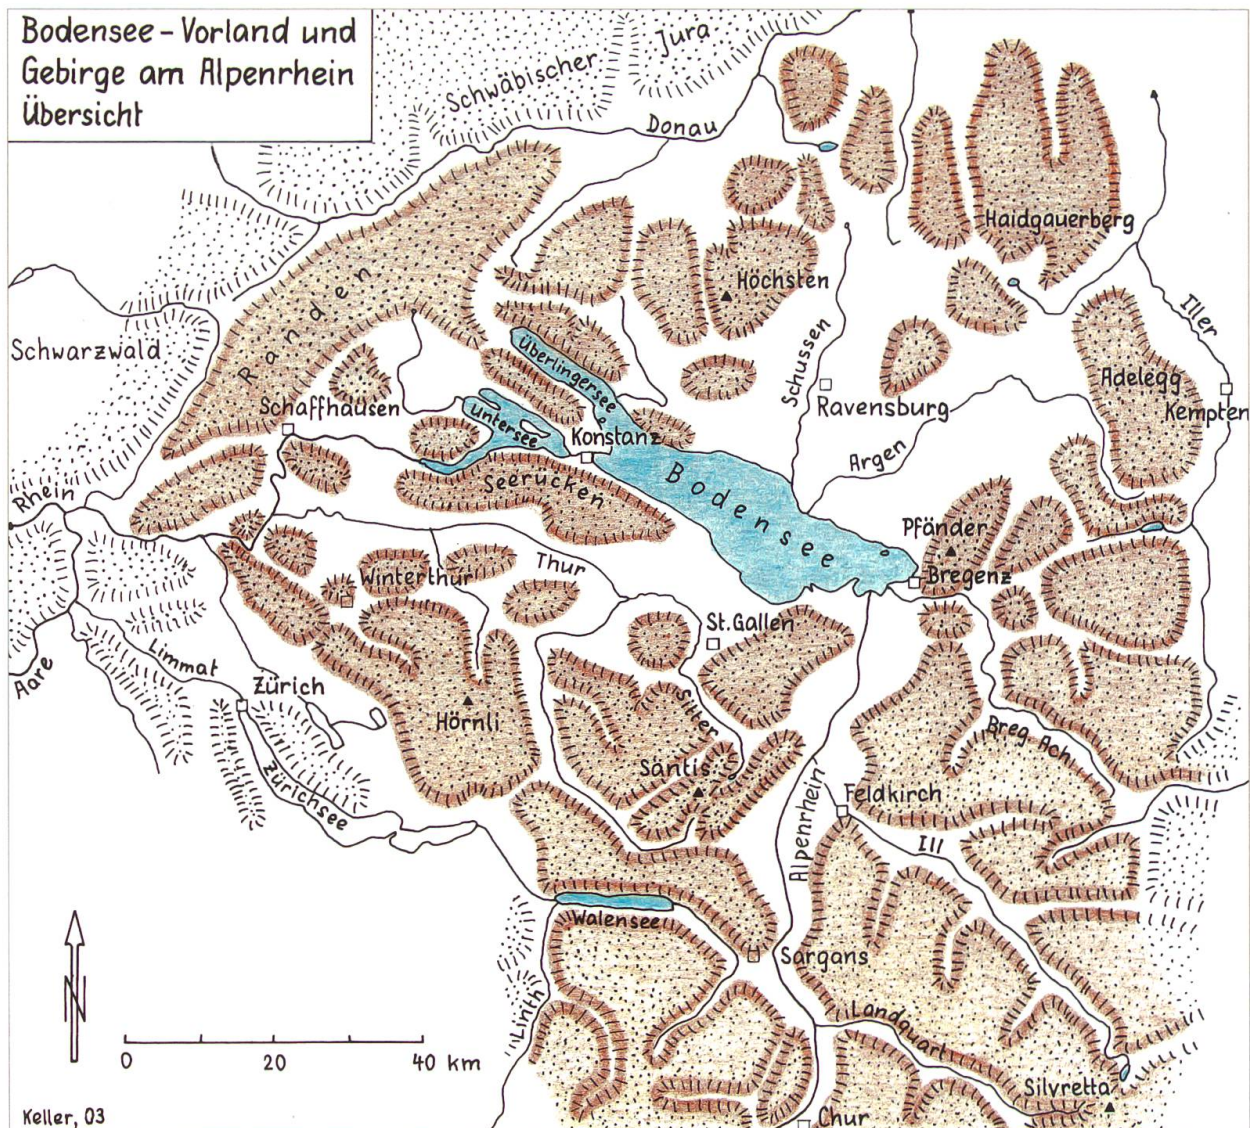 Bodensee-Vorland und
Gebirge am Alpenrhein
Übersicht
Schwäbischer Jura
Donau
Haidgauerberg
Höchsten
Randen
Iller
Schwarzwald
Schussen
Überlingersee
Adelegg
Schaffhausen
Untersee
Ravensburg
Kempten
Konstanz
Argen
Bodensee
Seerücken
Rhein
Pfänder
Thur
Winterthur
Bregenz
St. Gallen
Limmat
Aare
Zürich
Sitter
Hörnli
Breg. Ach
Säntis
Zürichsee
Alpenrhein
Feldkirch
Ill
Walensee
Sargans
Linth
Landquart
0 20 40 km
Silvretta
Keller, 03
Chur